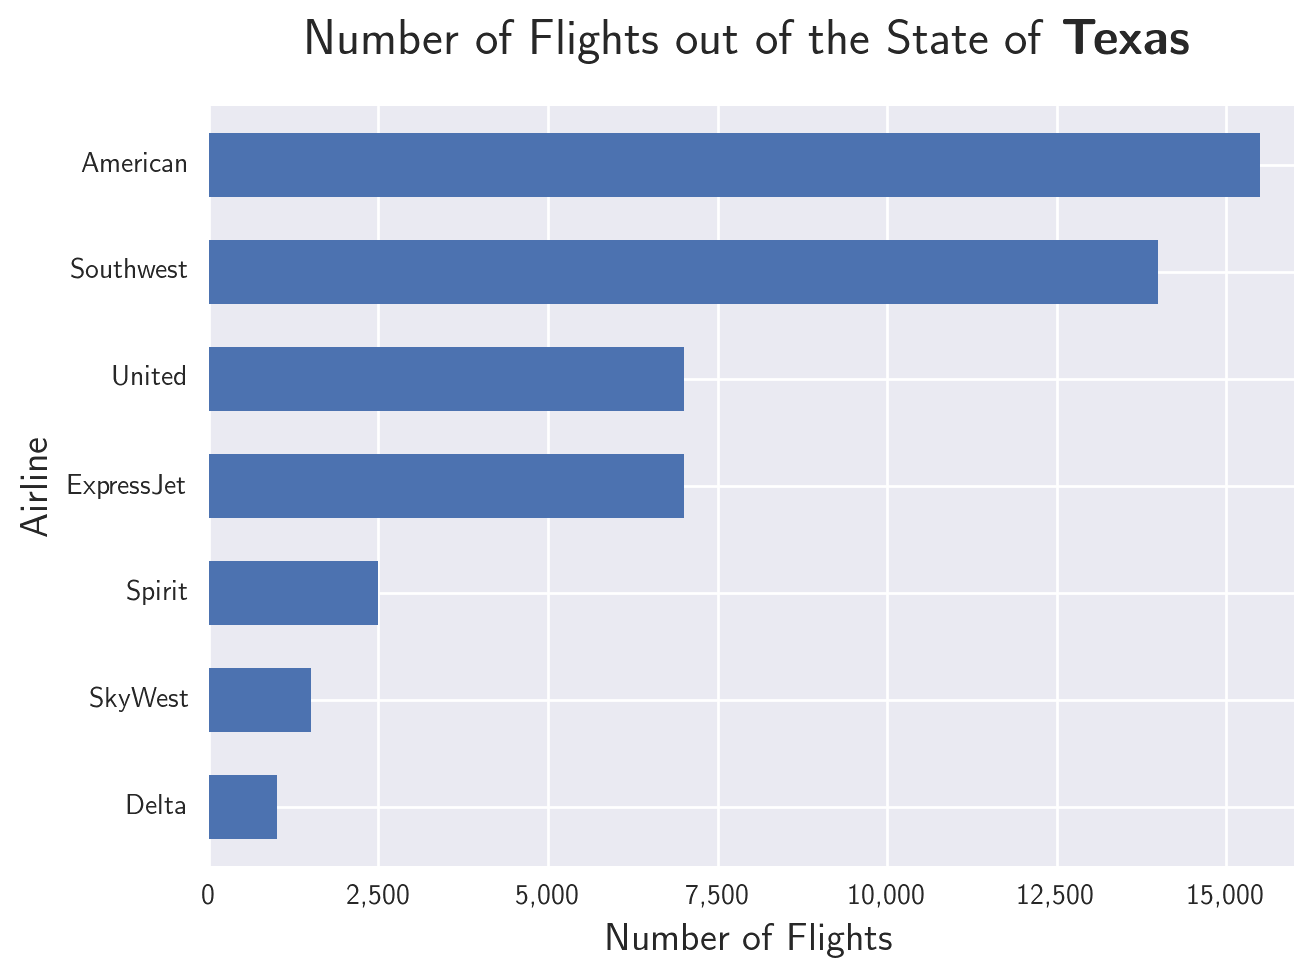 Number of Flights out of the State of Texas
American
Southwest
United
ExpressJet
Spirit
SkyWest
Delta
Airline
0 2,500 5,000 7,500 10,000 12,500 15,000
Number of Flights